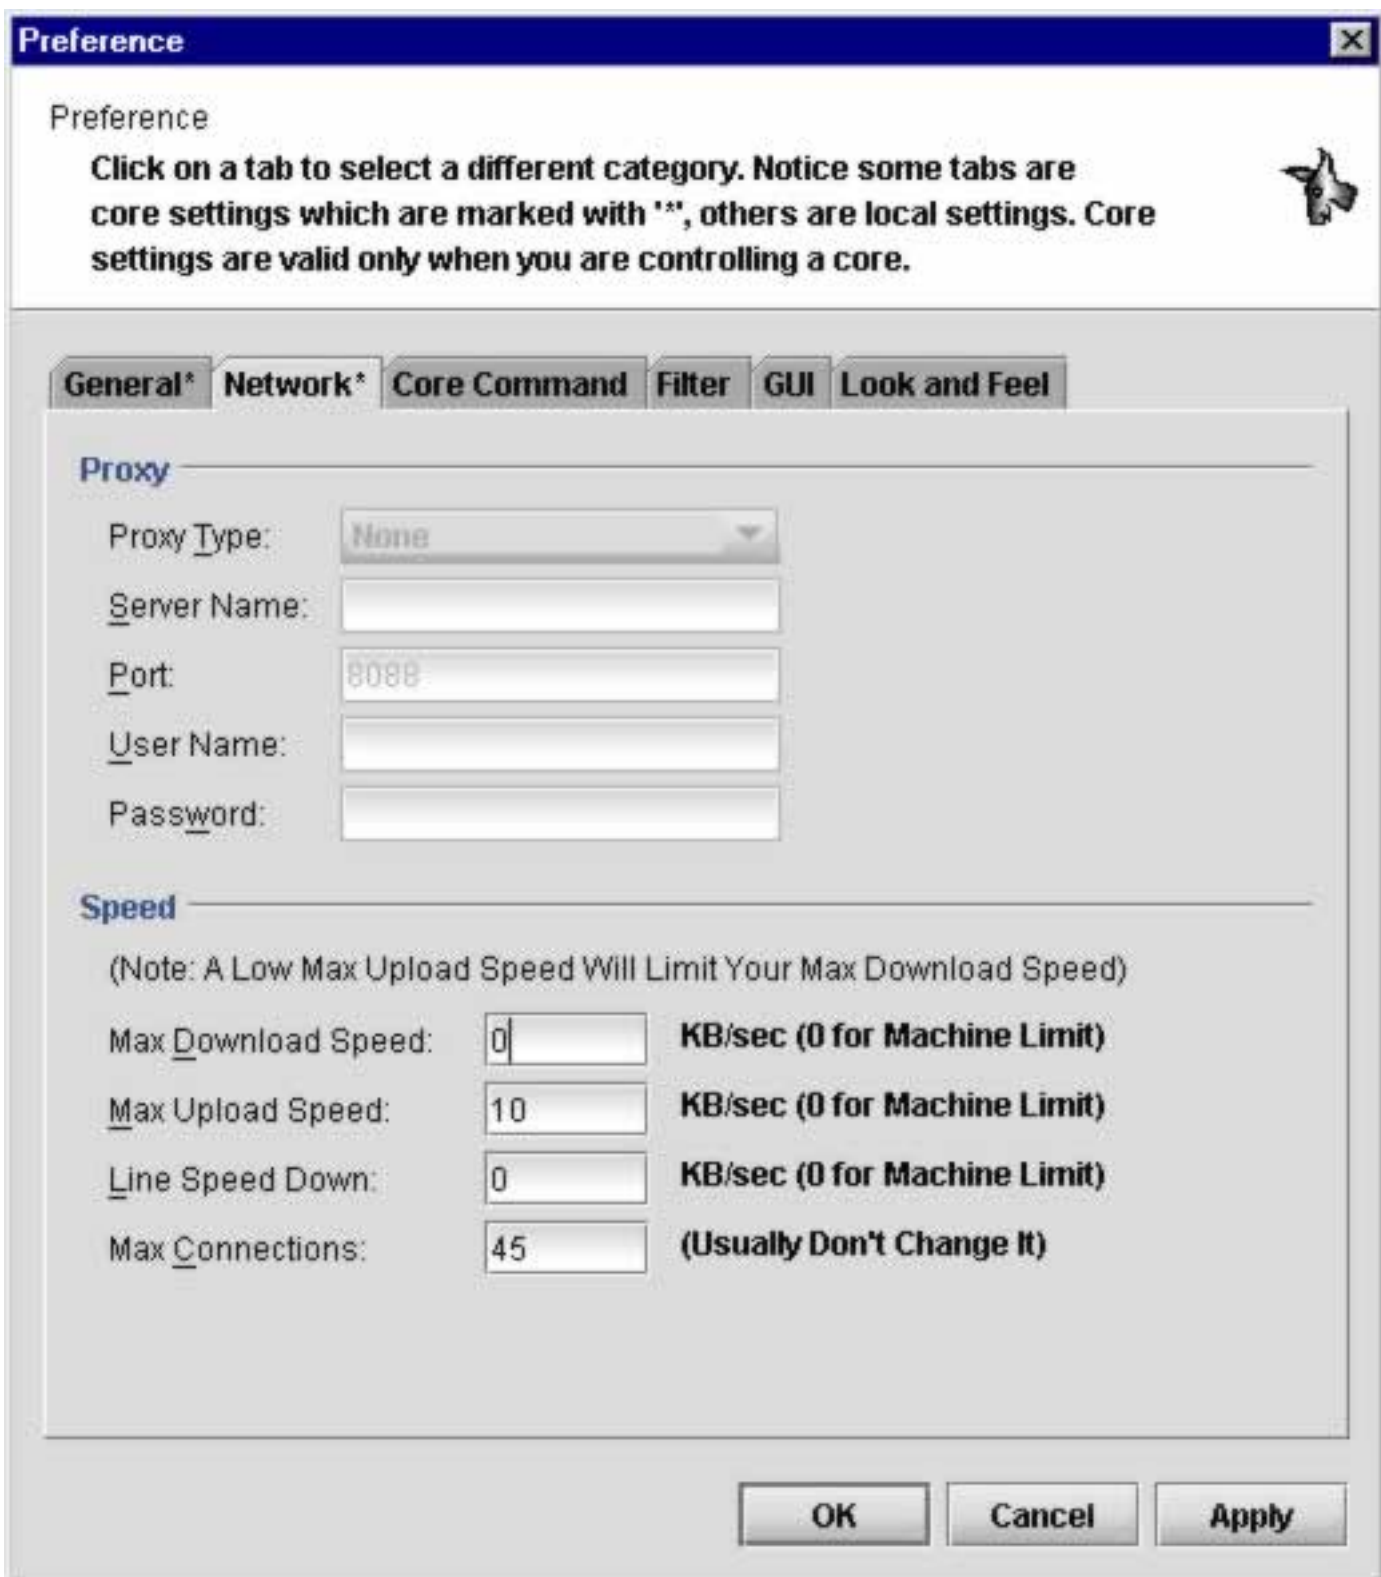 Preference
Preference
Click on a tab to select a different category. Notice some tabs are
core settings which are marked with '*', others are local settings. Core
settings are valid only when you are controlling a core.
General* Network* Core Command Filter GUI Look and Feel
Proxy
Proxy Type: None
Server Name:
Port: 8088
User Name:
Password:
Speed
(Note: A Low Max Upload Speed Will Limit Your Max Download Speed)
Max Download Speed: 0 KB/sec (0 for Machine Limit)
Max Upload Speed: 10 KB/sec (0 for Machine Limit)
Line Speed Down: 0 KB/sec (0 for Machine Limit)
Max Connections: 45 (Usually Don't Change It)
OK Cancel Apply